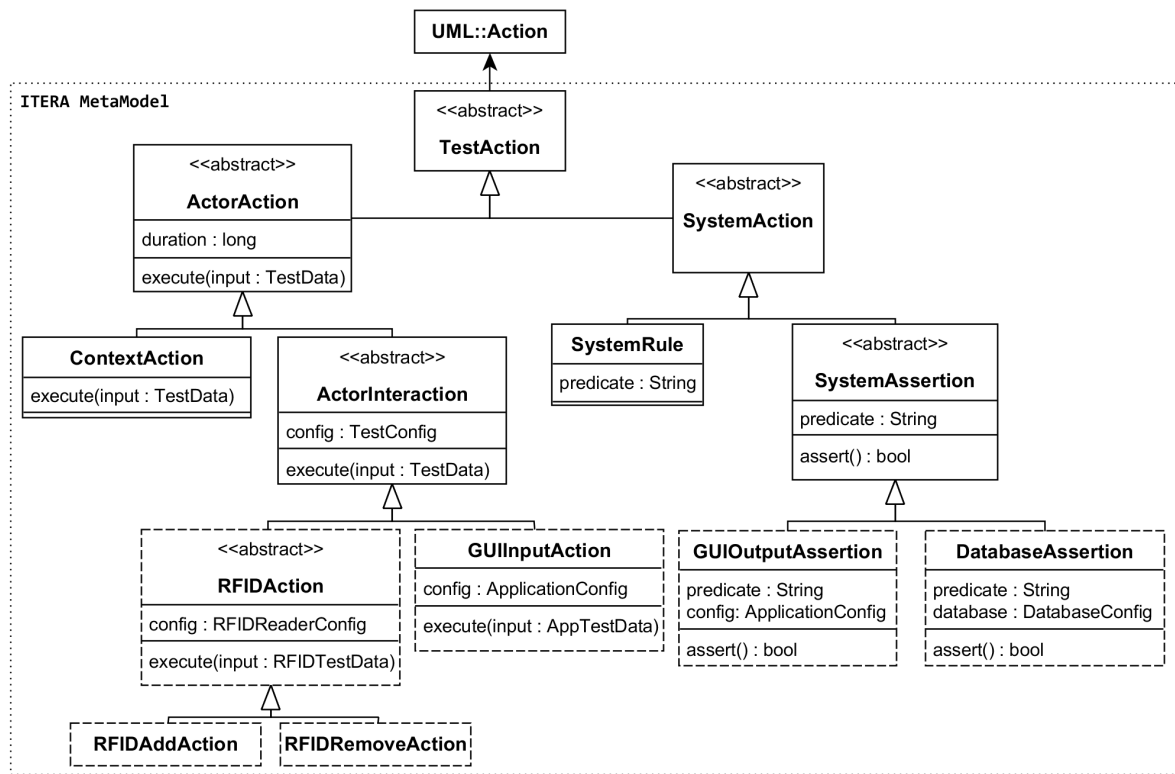 UML::Action
ITERA MetaModel
<<abstract>>
TestAction
<<abstract>>
ActorAction
duration : long
execute(input : TestData)
<<abstract>>
SystemAction
ContextAction
execute(input : TestData)
<<abstract>>
ActorInteraction
config : TestConfig
execute(input : TestData)
SystemRule
predicate : String
<<abstract>>
SystemAssertion
predicate : String
assert() : bool
<<abstract>>
RFIDAction
config : RFIDReaderConfig
execute(input : RFIDTestData)
GUIInputAction
config : ApplicationConfig
execute(input : AppTestData)
GUIOutputAssertion
predicate : String
config: ApplicationConfig
assert() : bool
DatabaseAssertion
predicate : String
database : DatabaseConfig
assert() : bool
RFIDAddAction
RFIDRemoveAction